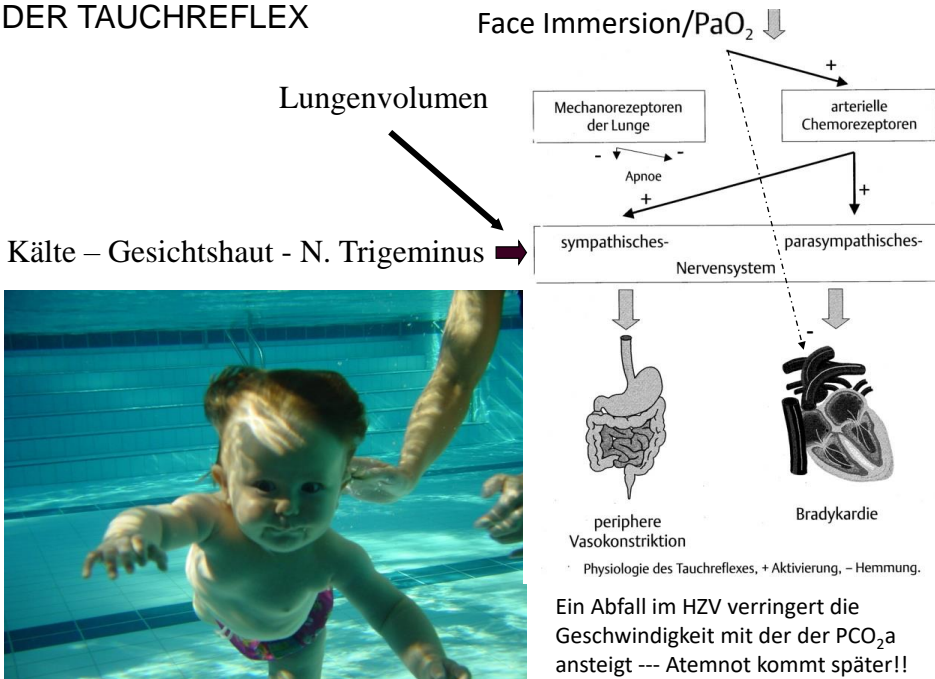 DER TAUCHREFLEX
Face Immersion/PaO₂
+
Lungenvolumen
Mechanorezeptoren
der Lunge
arterielle
Chemorezeptoren
- -
Apnoe
+ +
Kälte – Gesichtshaut - N. Trigeminus
sympathisches- parasympathisches-
Nervensystem
-
periphere
Vasokonstriktion
Bradykardie
Physiologie des Tauchreflexes, + Aktivierung, – Hemmung.
Ein Abfall im HZV verringert die
Geschwindigkeit mit der der PCO₂a
ansteigt --- Atemnot kommt später!!